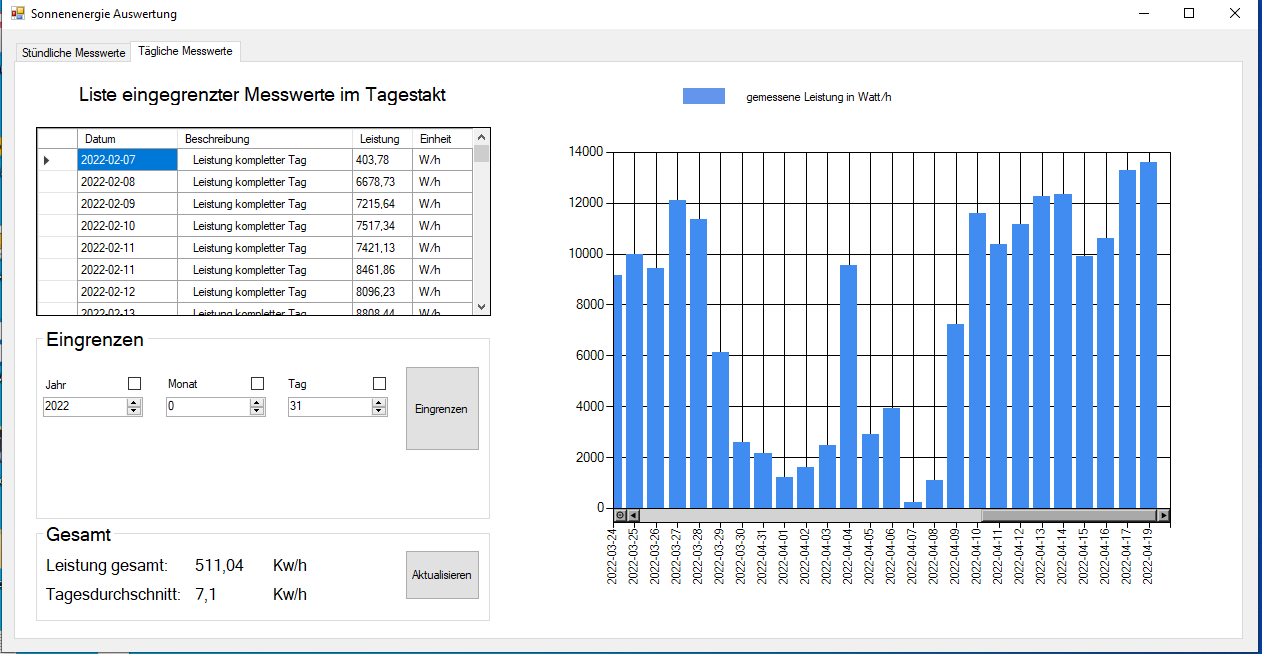 Sonnenenergie Auswertung
Stündliche Messwerte Tägliche Messwerte
Liste eingegrenzter Messwerte im Tagestakt
Datum Beschreibung Leistung Einheit
2022-02-07 Leistung kompletter Tag 403,78 W/h
2022-02-08 Leistung kompletter Tag 6678,73 W/h
2022-02-09 Leistung kompletter Tag 7215,64 W/h
2022-02-10 Leistung kompletter Tag 7517,34 W/h
2022-02-11 Leistung kompletter Tag 7421,13 W/h
2022-02-11 Leistung kompletter Tag 8461,86 W/h
2022-02-12 Leistung kompletter Tag 8096,23 W/h
2022-02-13 Leistung kompletter Tag 8808,44 W/h
Eingrenzen
Jahr Monat Tag
2022 0 31
Eingrenzen
Gesamt
Leistung gesamt: 511,04 Kw/h
Tagesdurchschnitt: 7,1 Kw/h
Aktualisieren
gemessene Leistung in Watt/h
14000
12000
10000
8000
6000
4000
2000
0
2022-03-24
2022-03-25
2022-03-26
2022-03-27
2022-03-28
2022-03-29
2022-03-30
2022-04-31
2022-04-01
2022-04-02
2022-04-03
2022-04-04
2022-04-05
2022-04-06
2022-04-07
2022-04-08
2022-04-09
2022-04-10
2022-04-11
2022-04-12
2022-04-13
2022-04-14
2022-04-15
2022-04-16
2022-04-17
2022-04-19